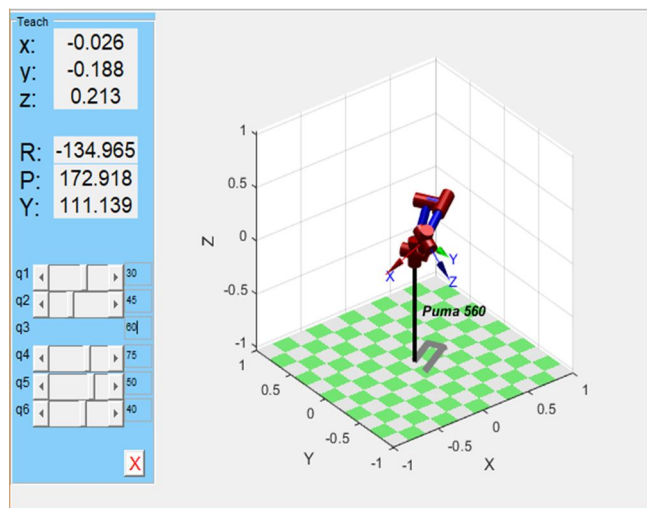 Teach
x: -0.026
y: -0.188
z: 0.213
R: -134.965
P: 172.918
Y: 111.139
q1 30
q2 45
q3 60
q4 75
q5 50
q6 40
X
1
0.5
0
-0.5
-1
Z
1
0.5
0
-0.5
-1
Y
-1
-0.5
0
0.5
1
X
X
Y
Z
Puma 560